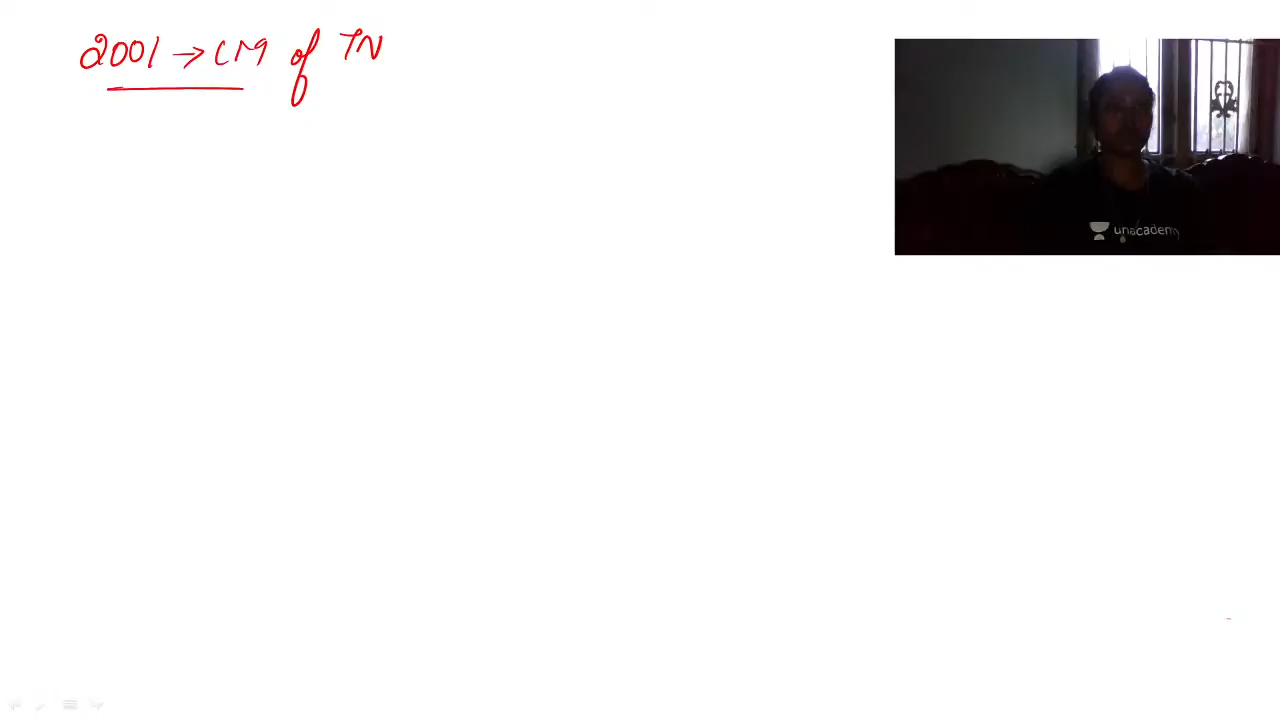 2001 → CM of TN
unacademy